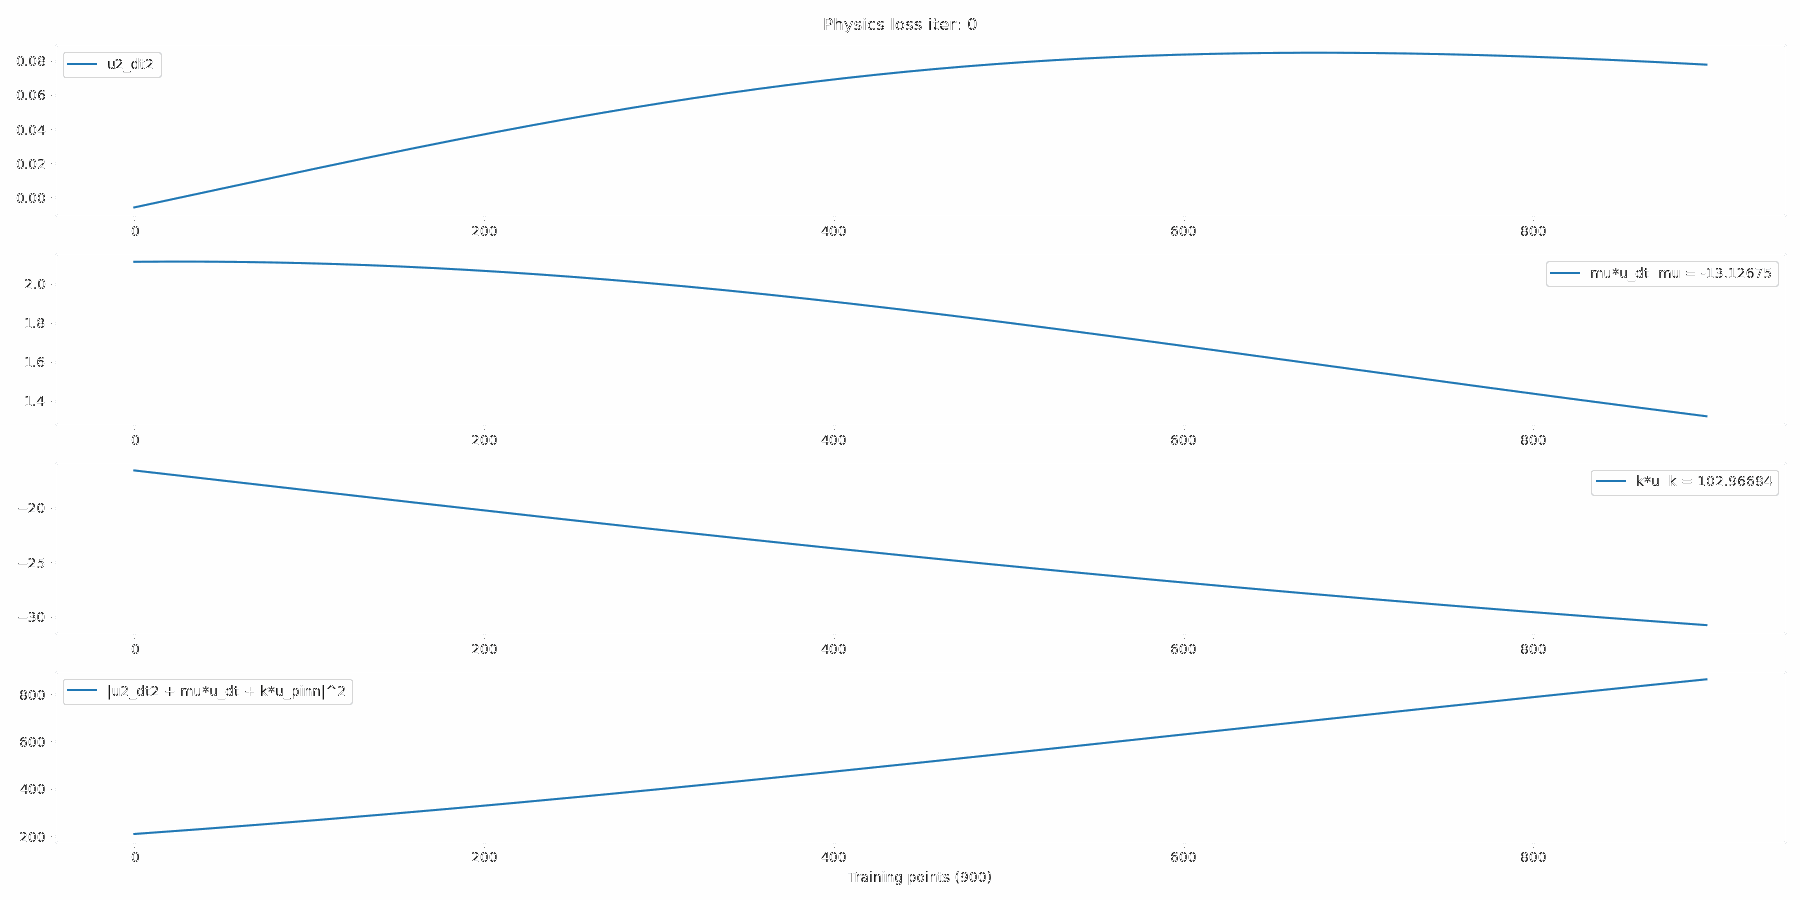 Physics loss iter: 0
u2_dt2
0.08
0.06
0.04
0.02
0.00
0 200 400 600 800
mu*u_dt mu = -13.12675
2.0
1.8
1.6
1.4
0 200 400 600 800
k*u k = 102.96684
−20
−25
−30
0 200 400 600 800
|u2_dt2 + mu*u_dt + k*u_pinn|^2
800
600
400
200
0 200 400 600 800
Training points (900)